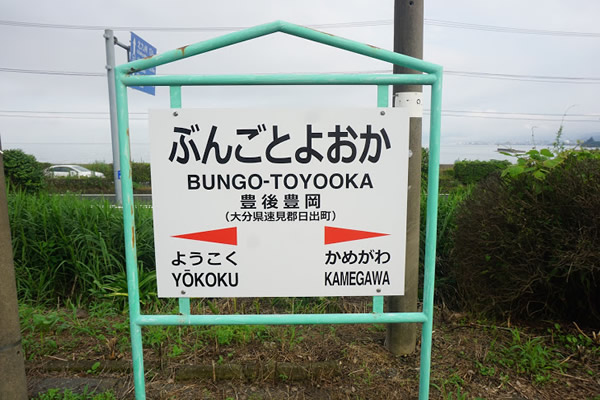 ぶんごとよおか
BUNGO-TOYOOKA
豊後豊岡
(大分県速見郡日出町)
ようこく かめがわ
YŌKOKU KAMEGAWA